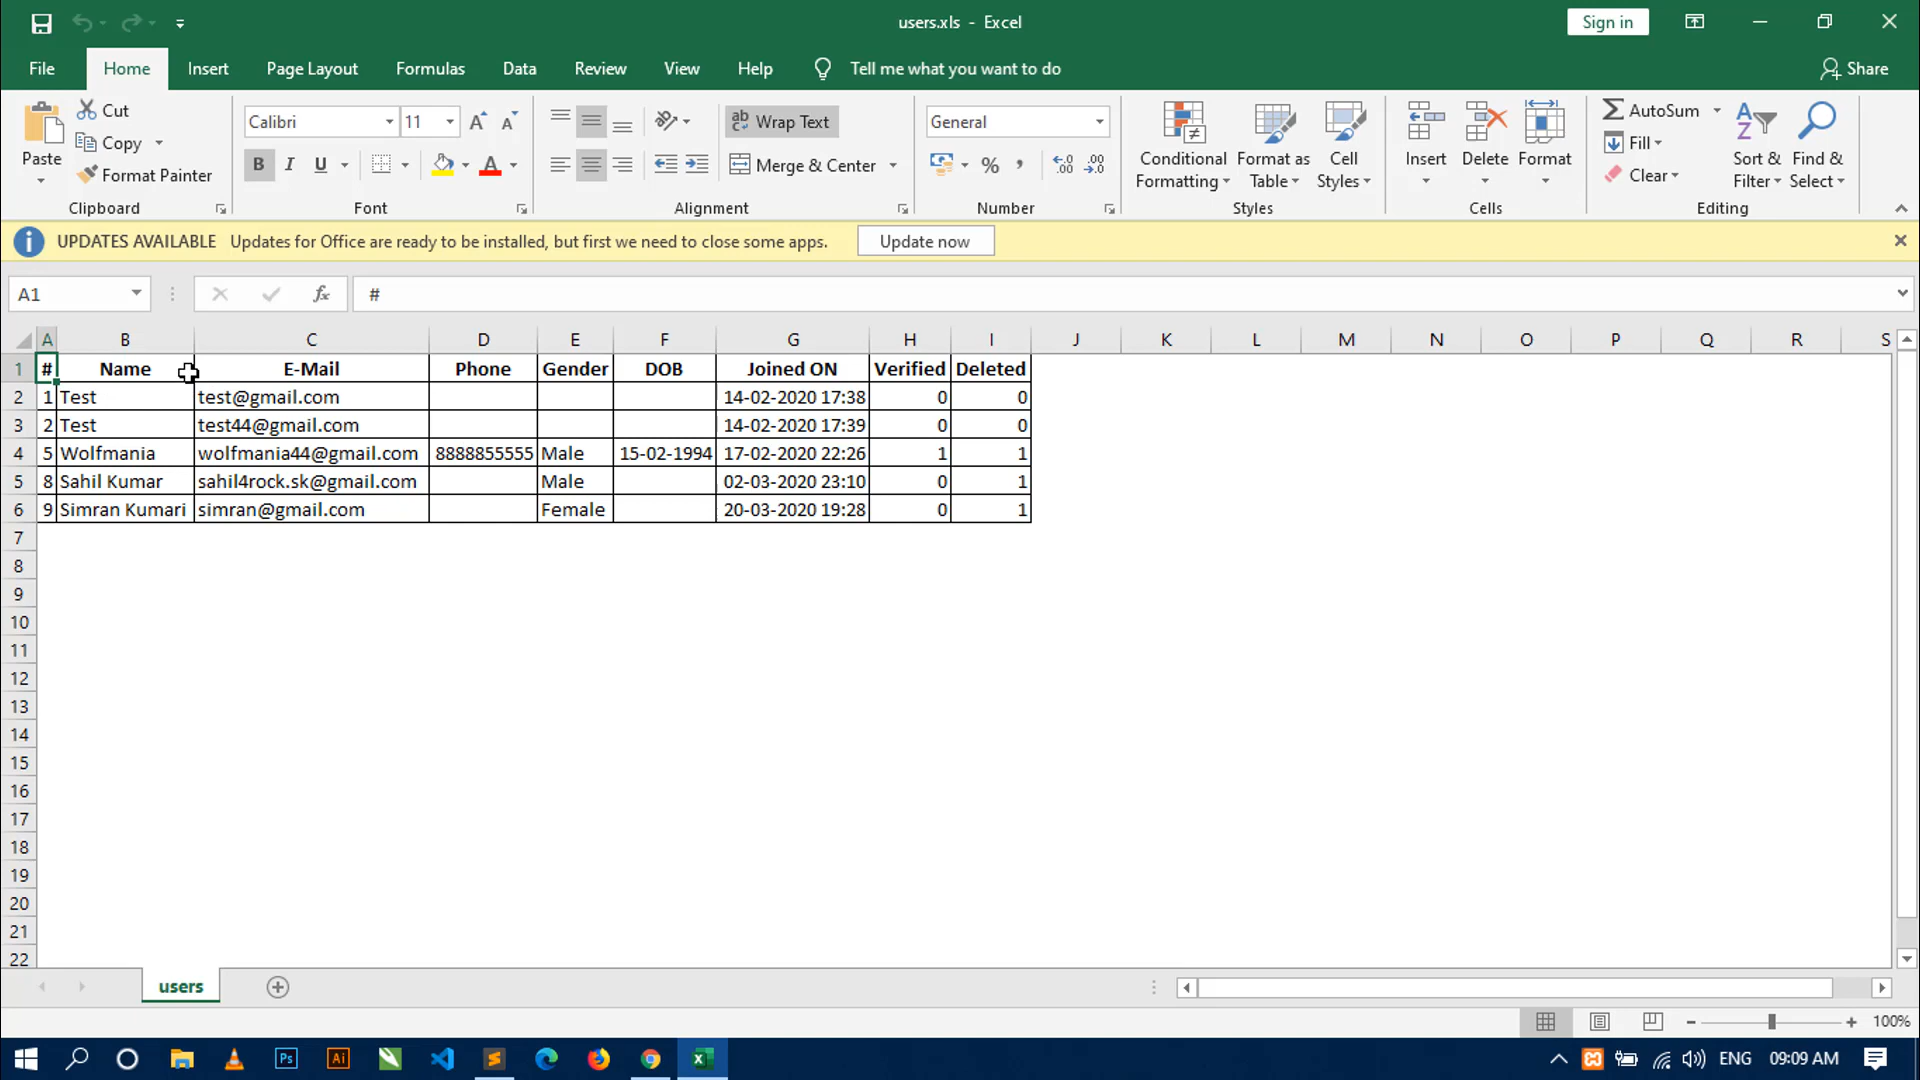 users.xls - Excel
Sign in
File Home Insert Page Layout Formulas Data Review View Help Tell me what you want to do Share
Paste Cut Copy Format Painter Clipboard
Calibri 11 A A B I U A Font
ab Wrap Text Merge & Center Alignment
General % , .0 .00 Number
Conditional Formatting Format as Table Cell Styles Styles
Insert Delete Format Cells
AutoSum Fill Clear Sort & Filter Find & Select Editing
UPDATES AVAILABLE Updates for Office are ready to be installed, but first we need to close some apps. Update now
A1 fx #
A B C D E F G H I J K L M N O P Q R S
1 # Name E-Mail Phone Gender DOB Joined ON Verified Deleted
2 1 Test test@gmail.com 14-02-2020 17:38 0 0
3 2 Test test44@gmail.com 14-02-2020 17:39 0 0
4 5 Wolfmania wolfmania44@gmail.com 8888855555 Male 15-02-1994 17-02-2020 22:26 1 1
5 8 Sahil Kumar sahil4rock.sk@gmail.com Male 02-03-2020 23:10 0 1
6 9 Simran Kumari simran@gmail.com Female 20-03-2020 19:28 0 1
7
8
9
10
11
12
13
14
15
16
17
18
19
20
21
22
users
100%
Ps Ai ENG 09:09 AM